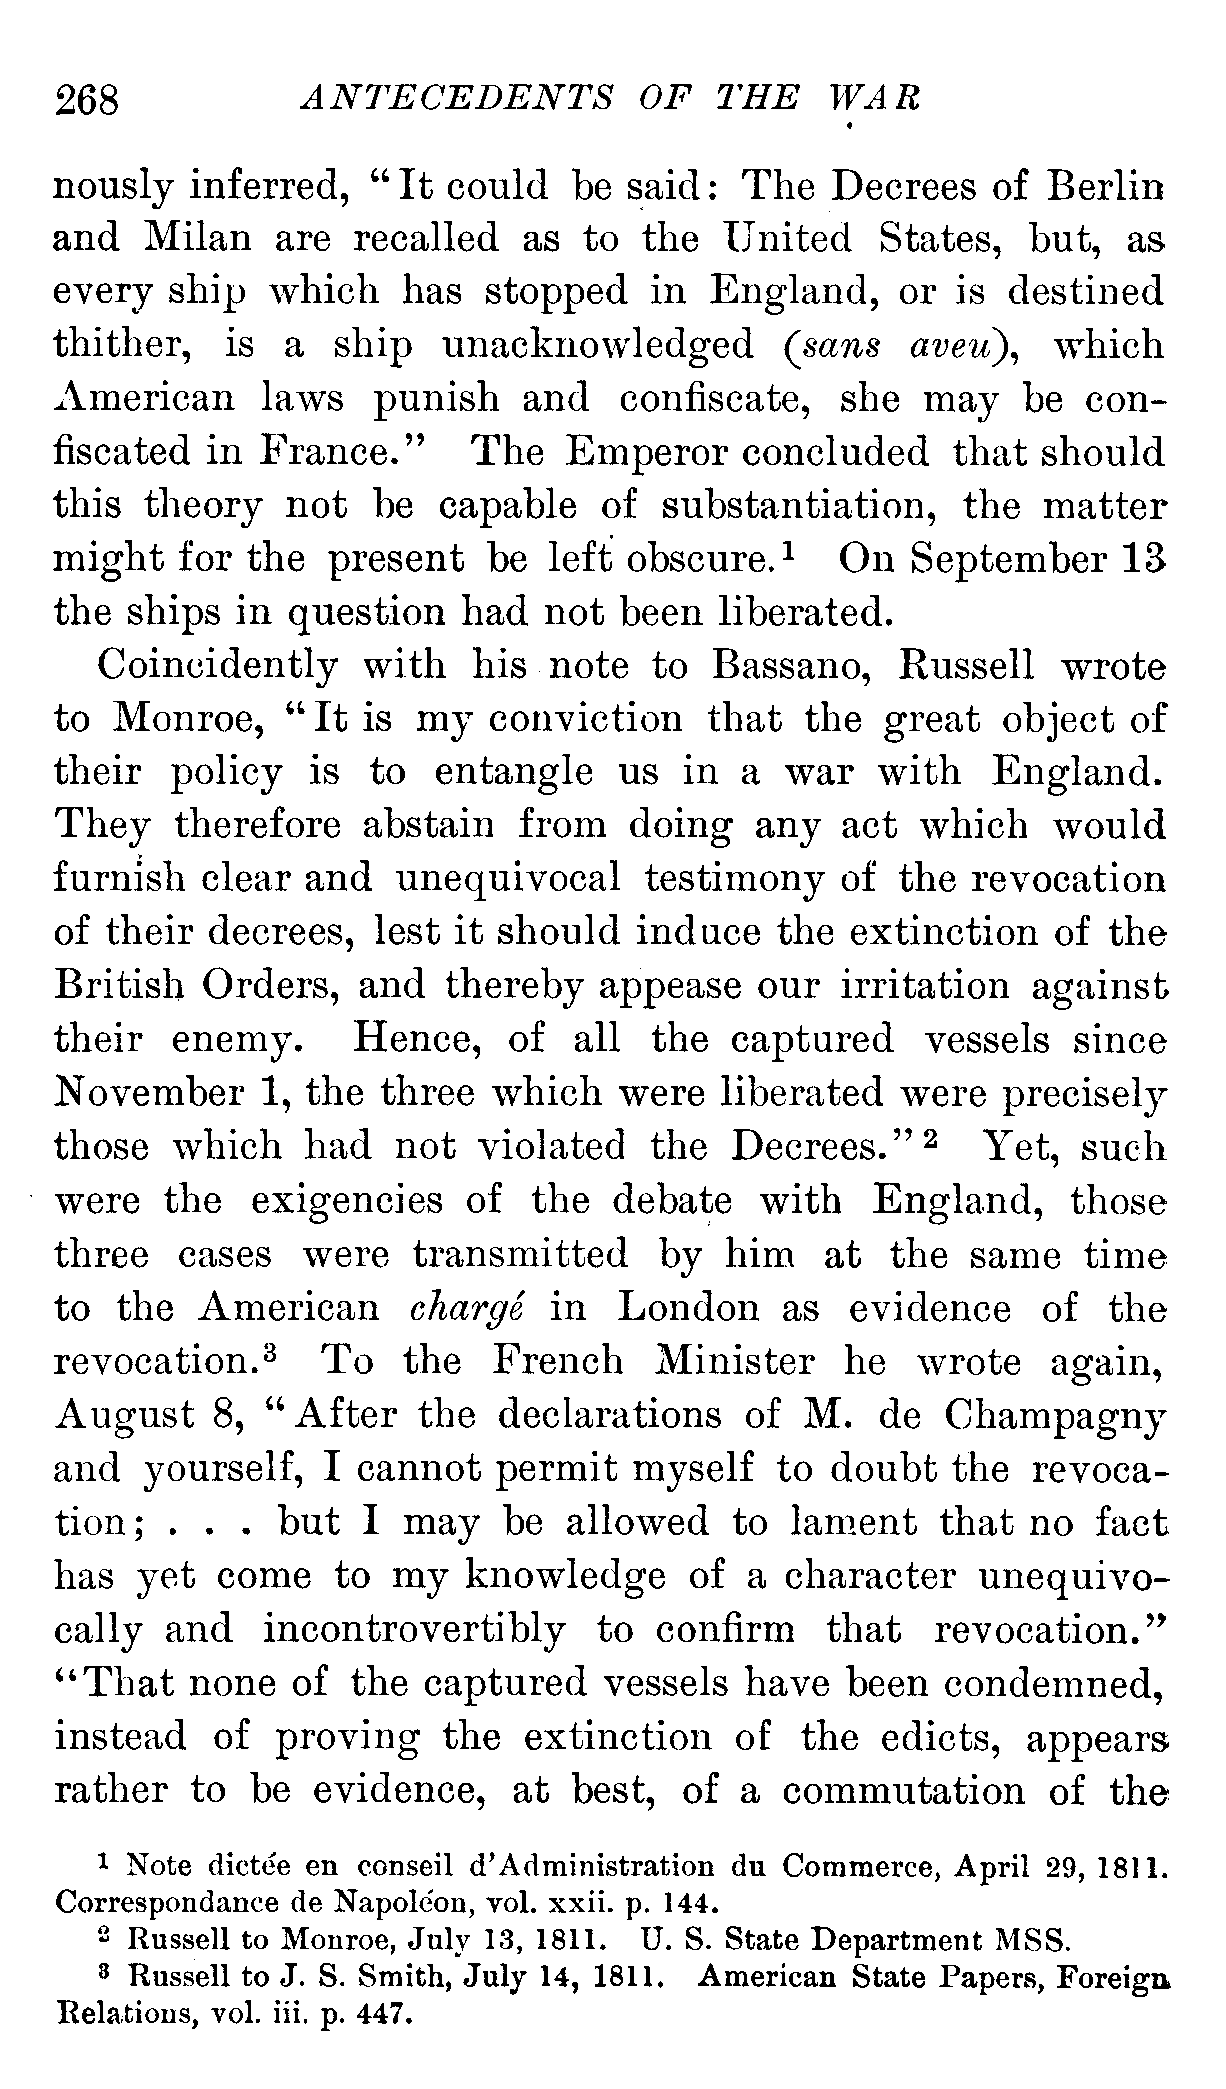 268 ANTECEDENTS OF THE WAR
nously inferred, “It could be said: The Decrees of Berlin
and Milan are recalled as to the United States, but, as
every ship which has stopped in England, or is destined
thither, is a ship unacknowledged (sans aveu), which
American laws punish and confiscate, she may be con-
fiscated in France.” The Emperor concluded that should
this theory not be capable of substantiation, the matter
might for the present be left obscure.¹ On September 13
the ships in question had not been liberated.
Coincidently with his note to Bassano, Russell wrote
to Monroe, “It is my conviction that the great object of
their policy is to entangle us in a war with England.
They therefore abstain from doing any act which would
furnish clear and unequivocal testimony of the revocation
of their decrees, lest it should induce the extinction of the
British Orders, and thereby appease our irritation against
their enemy. Hence, of all the captured vessels since
November 1, the three which were liberated were precisely
those which had not violated the Decrees.”² Yet, such
were the exigencies of the debate with England, those
three cases were transmitted by him at the same time
to the American chargé in London as evidence of the
revocation.³ To the French Minister he wrote again,
August 8, “After the declarations of M. de Champagny
and yourself, I cannot permit myself to doubt the revoca-
tion; . . . but I may be allowed to lament that no fact
has yet come to my knowledge of a character unequivo-
cally and incontrovertibly to confirm that revocation.”
“That none of the captured vessels have been condemned,
instead of proving the extinction of the edicts, appears
rather to be evidence, at best, of a commutation of the
¹ Note dictée en conseil d’Administration du Commerce, April 29, 1811.
Correspondance de Napoléon, vol. xxii. p. 144.
² Russell to Monroe, July 13, 1811. U. S. State Department MSS.
³ Russell to J. S. Smith, July 14, 1811. American State Papers, Foreign
Relations, vol. iii. p. 447.